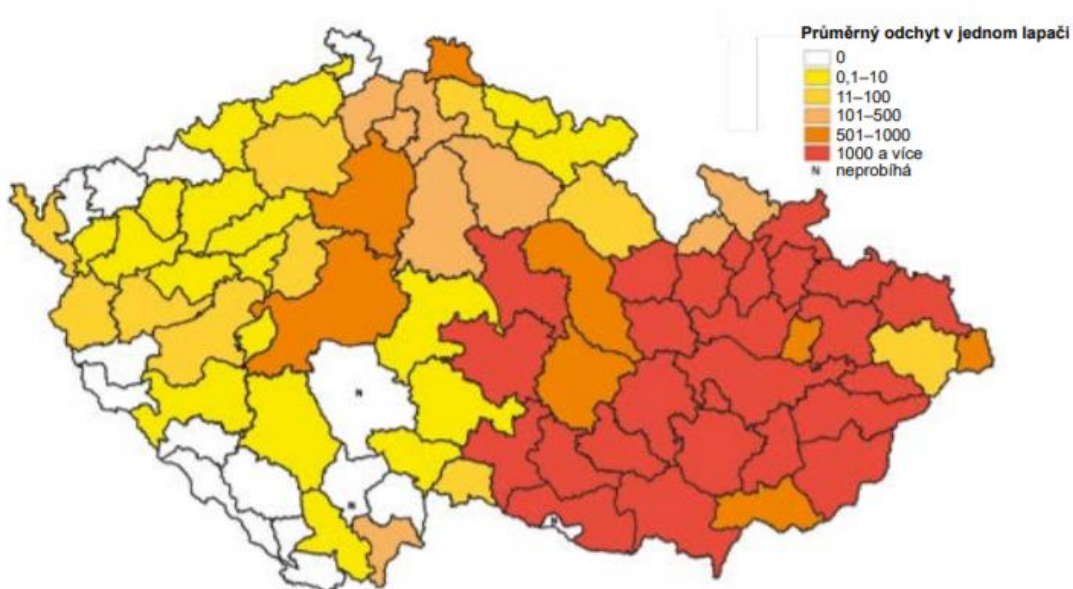 Průměrný odchyt v jednom lapači
0
0,1–10
11–100
101–500
501–1000
1000 a více
N neprobíhá
N
N
N